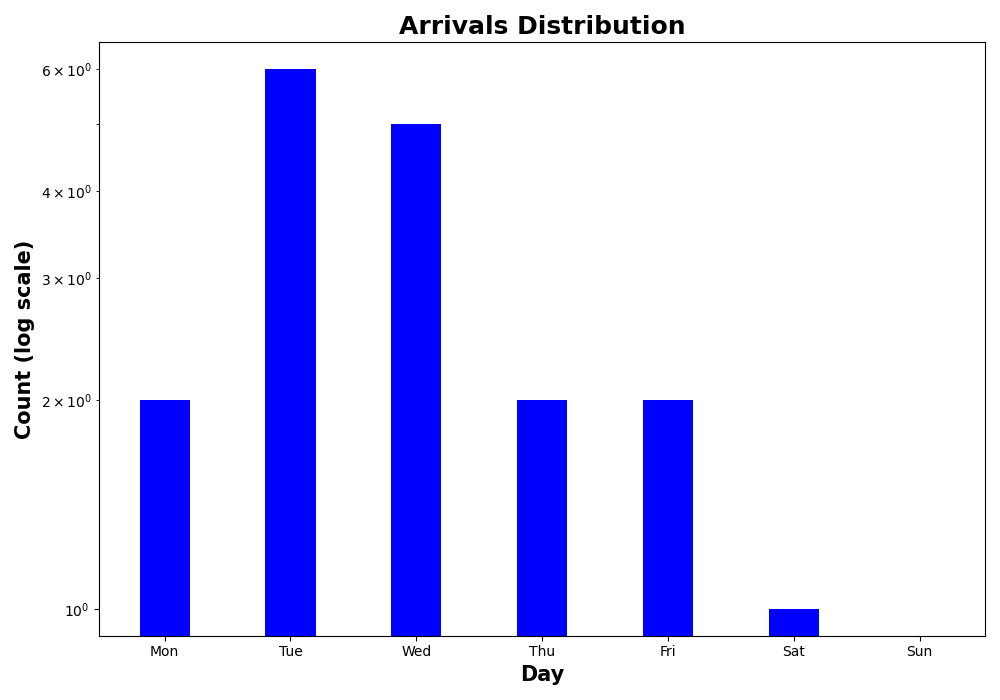 Arrivals Distribution
6 × 10⁰
4 × 10⁰
3 × 10⁰
2 × 10⁰
10⁰
Count (log scale)
Mon Tue Wed Thu Fri Sat Sun
Day